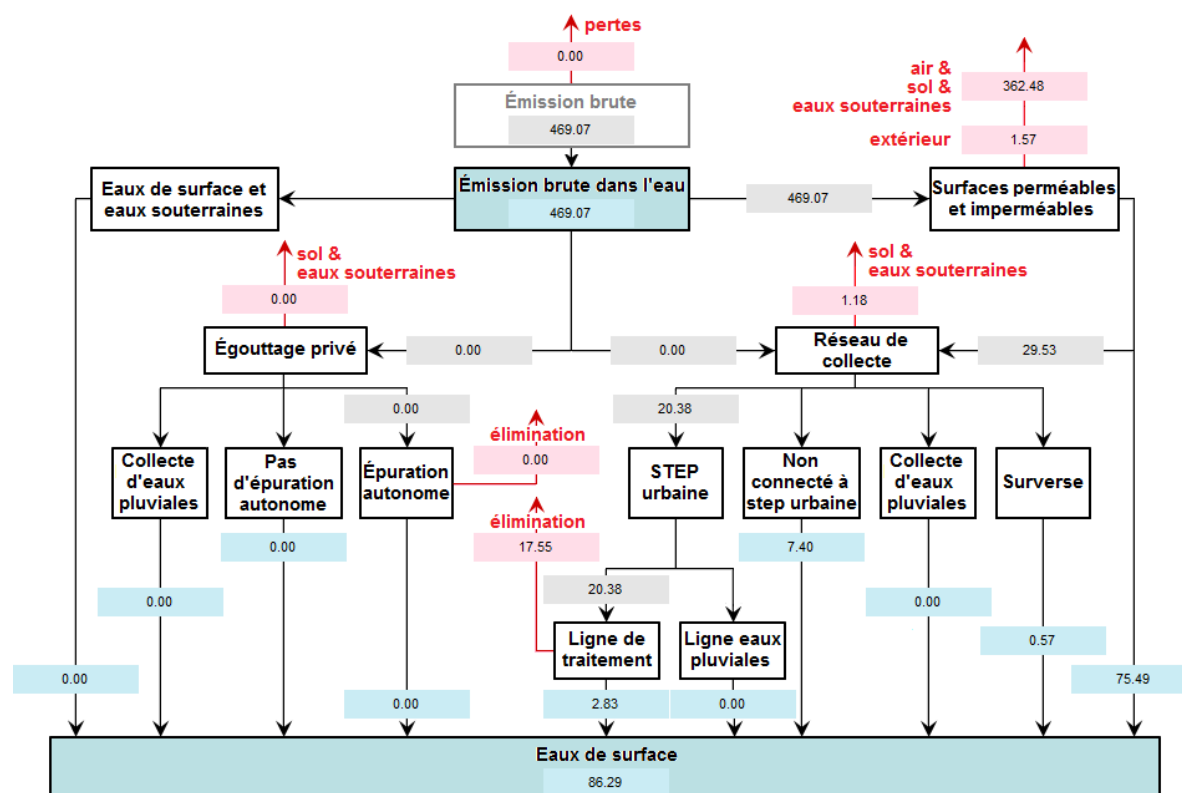 pertes
0.00
Émission brute
469.07
air &
sol &
eaux souterraines
362.48
extérieur
1.57
Eaux de surface et
eaux souterraines
Émission brute dans l'eau
469.07
469.07
Surfaces perméables
et imperméables
sol &
eaux souterraines
0.00
sol &
eaux souterraines
1.18
Égouttage privé
0.00
0.00
Réseau de
collecte
29.53
0.00
20.38
élimination
0.00
Collecte
d'eaux
pluviales
Pas
d'épuration
autonome
Épuration
autonome
STEP
urbaine
Non
connecté à
step urbaine
Collecte
d'eaux
pluviales
Surverse
élimination
17.55
0.00
7.40
20.38
0.00
0.00
Ligne de
traitement
Ligne eaux
pluviales
0.57
0.00
75.49
0.00
2.83
0.00
Eaux de surface
86.29